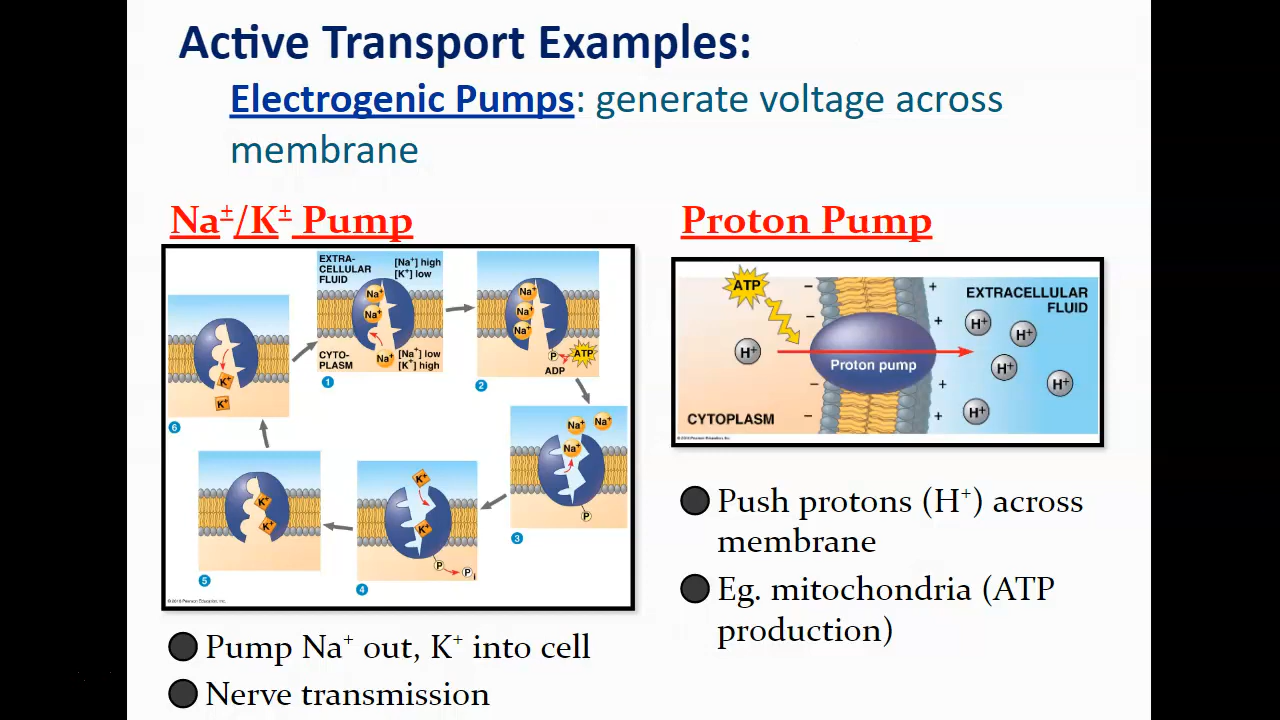 Active Transport Examples:
Electrogenic Pumps: generate voltage across
membrane
Na±/K± Pump
EXTRA-
CELLULAR
FLUID
[Na⁺] high
[K⁺] low
Na⁺
Na⁺
Na⁺
CYTO-
PLASM
[Na⁺] low
[K⁺] high
1
Na⁺
Na⁺
Na⁺
P
ATP
ADP
2
Na⁺
Na⁺
Na⁺
P
3
K⁺
K⁺
P
Pi
4
K⁺
K⁺
5
K⁺
K⁺
6
Pump Na⁺ out, K⁺ into cell
Nerve transmission
Proton Pump
ATP
EXTRACELLULAR
FLUID
− +
− +
H⁺
H⁺
H⁺
H⁺
H⁺
H⁺
Proton pump
− +
− +
CYTOPLASM
Push protons (H⁺) across
membrane
Eg. mitochondria (ATP
production)